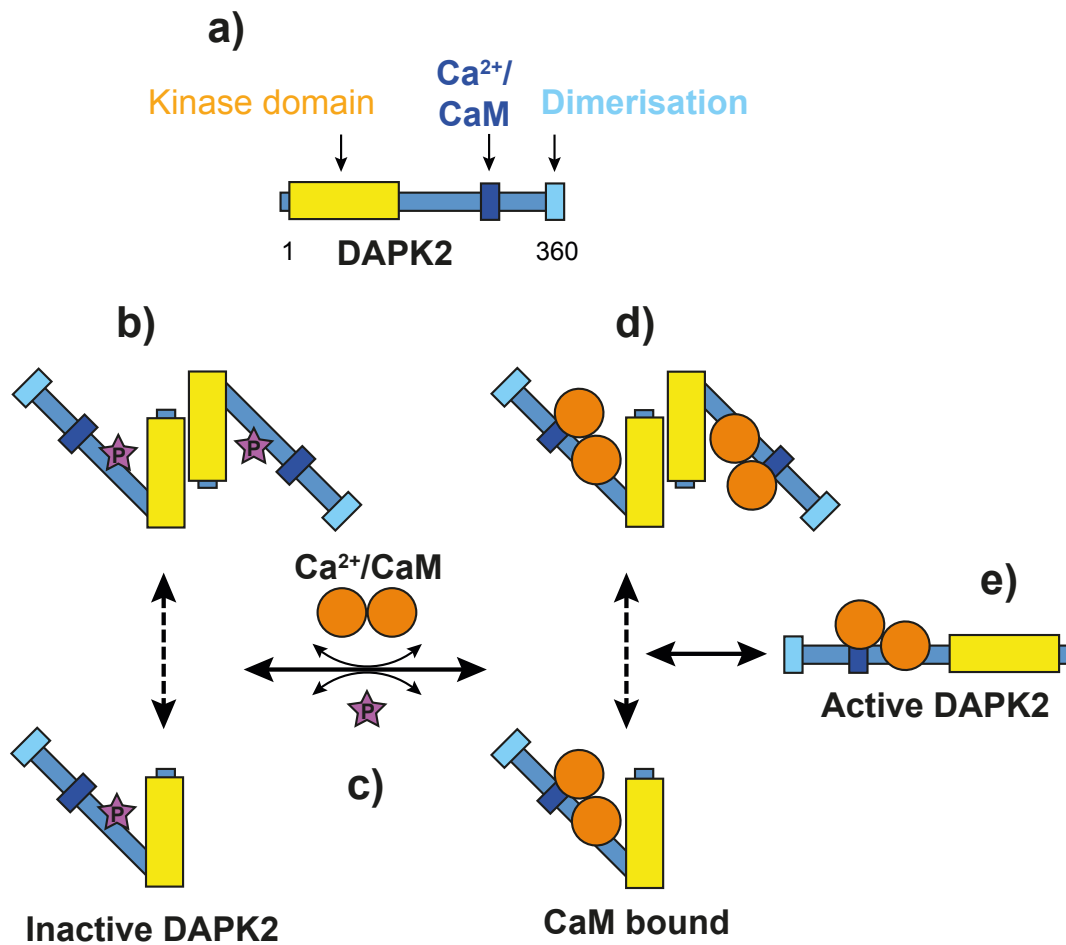 a)
Ca²⁺/
CaM
Kinase domain
Dimerisation
1
DAPK2
360
b)
d)
P
P
Ca²⁺/CaM
e)
P
Active DAPK2
P
c)
Inactive DAPK2
CaM bound